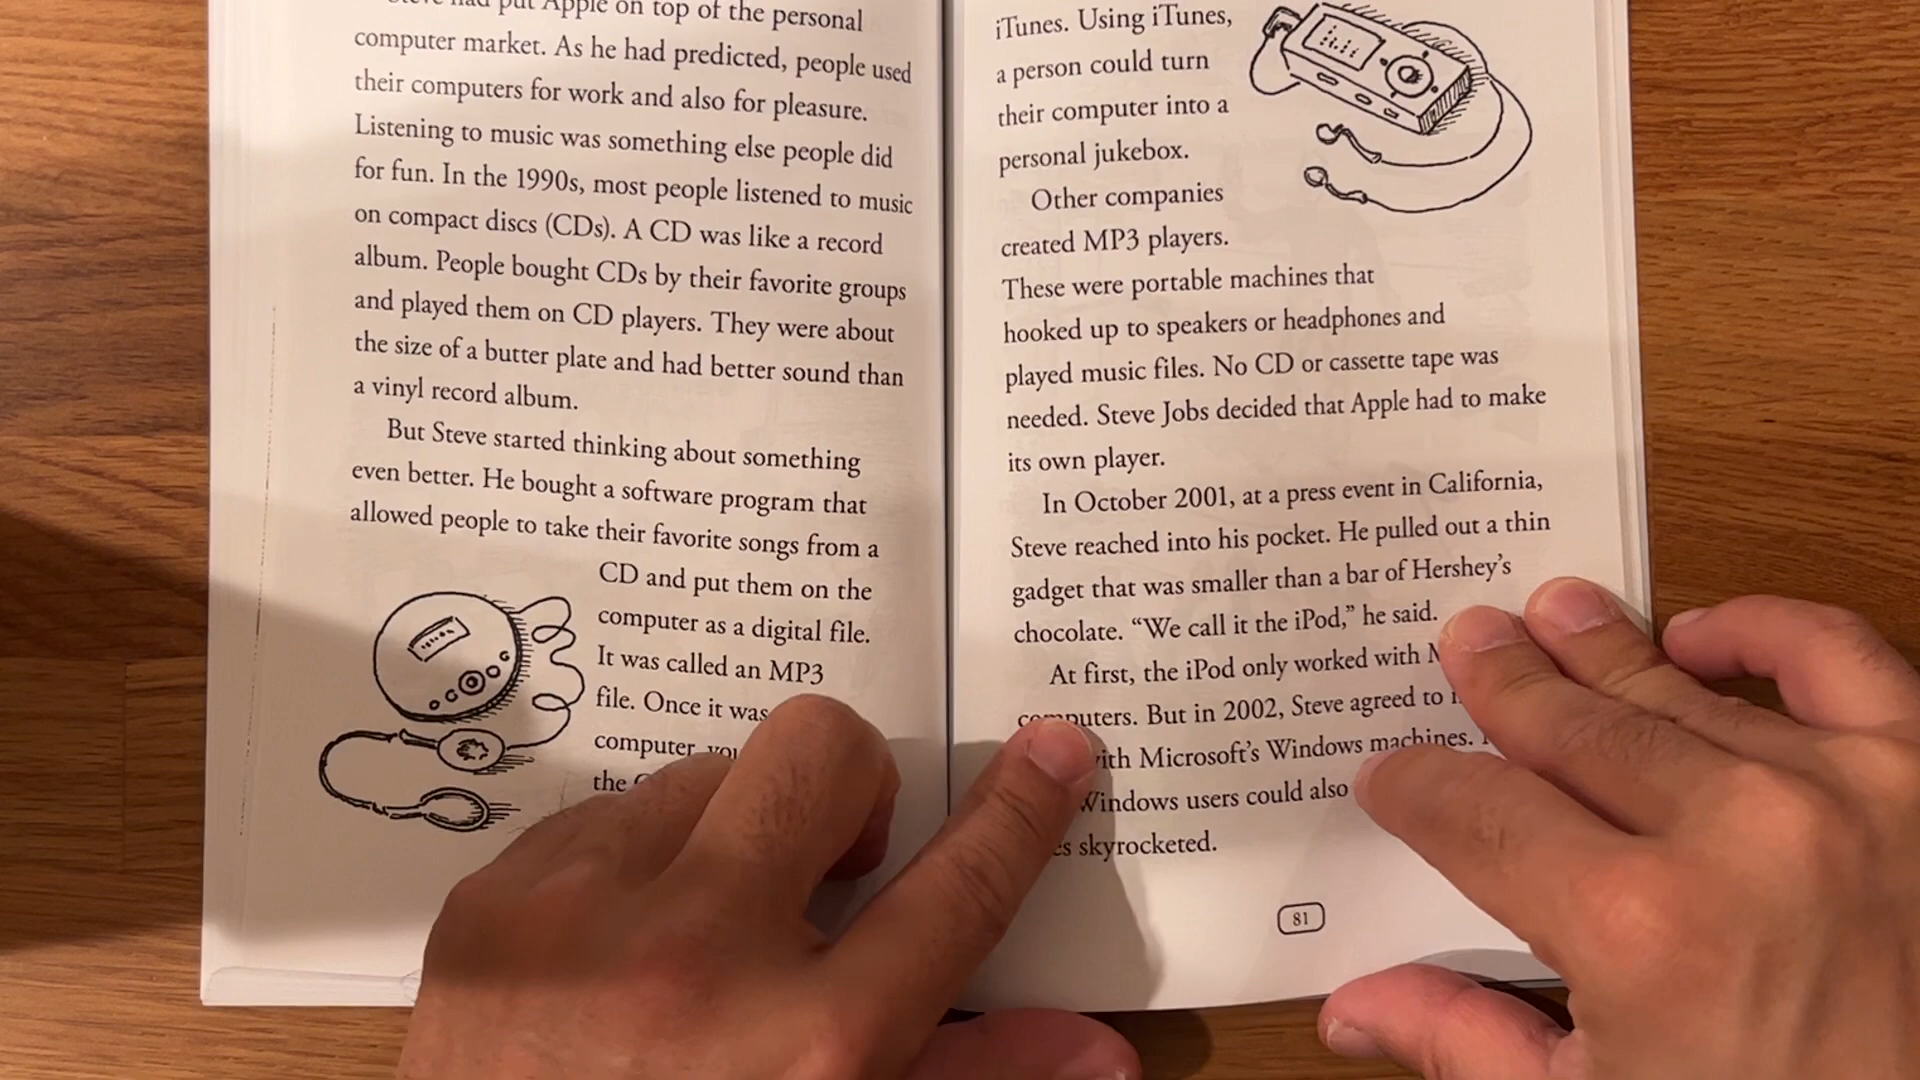 Steve had put Apple on top of the personal
computer market. As he had predicted, people used
their computers for work and also for pleasure.
Listening to music was something else people did
for fun. In the 1990s, most people listened to music
on compact discs (CDs). A CD was like a record
album. People bought CDs by their favorite groups
and played them on CD players. They were about
the size of a butter plate and had better sound than
a vinyl record album.
But Steve started thinking about something
even better. He bought a software program that
allowed people to take their favorite songs from a
CD and put them on the
computer as a digital file.
It was called an MP3
file. Once it was
computer
the
iTunes. Using iTunes,
a person could turn
their computer into a
personal jukebox.
Other companies
created MP3 players.
These were portable machines that
hooked up to speakers or headphones and
played music files. No CD or cassette tape was
needed. Steve Jobs decided that Apple had to make
its own player.
In October 2001, at a press event in California,
Steve reached into his pocket. He pulled out a thin
gadget that was smaller than a bar of Hershey’s
chocolate. “We call it the iPod,” he said.
At first, the iPod only worked with
computers. But in 2002, Steve agreed to
with Microsoft’s Windows machines.
Windows users could also
skyrocketed.
81